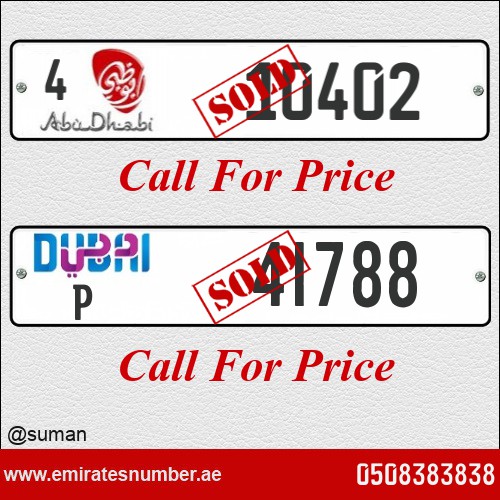 4 أبوظبي SOLD 10402
Abu Dhabi
Call For Price
DUBAI SOLD 41788
P
Call For Price
@suman
www.emiratesnumber.ae 0508383838